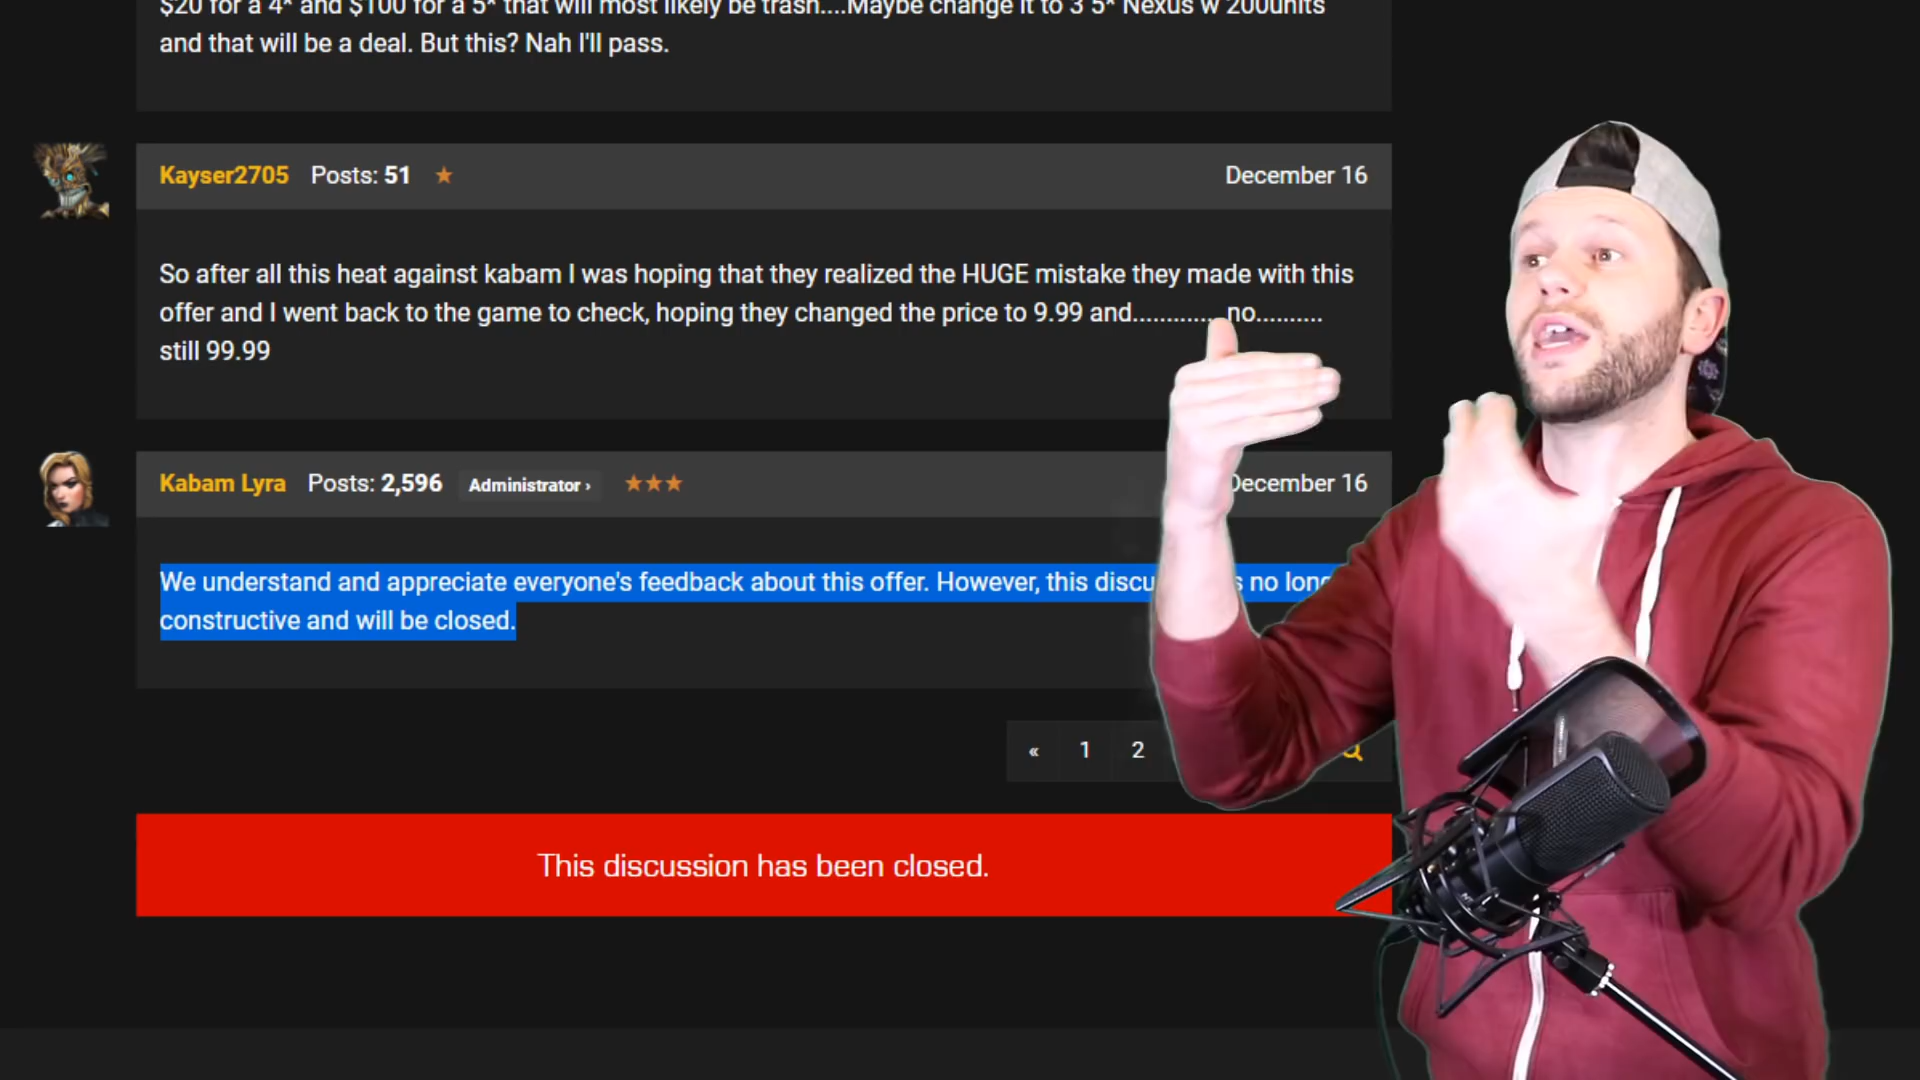 $20 for a 4* and $100 for a 5* that will most likely be trash....Maybe change it to 3 5* Nexus w 200units
and that will be a deal. But this? Nah I'll pass.
Kayser2705 Posts: 51 ★ December 16
So after all this heat against kabam I was hoping that they realized the HUGE mistake they made with this
offer and I went back to the game to check, hoping they changed the price to 9.99 and............. no..........
still 99.99
Kabam Lyra Posts: 2,596 Administrator › ★★★ December 16
We understand and appreciate everyone's feedback about this offer. However, this no
constructive and will be closed.
« 1 2
This discussion has been closed.